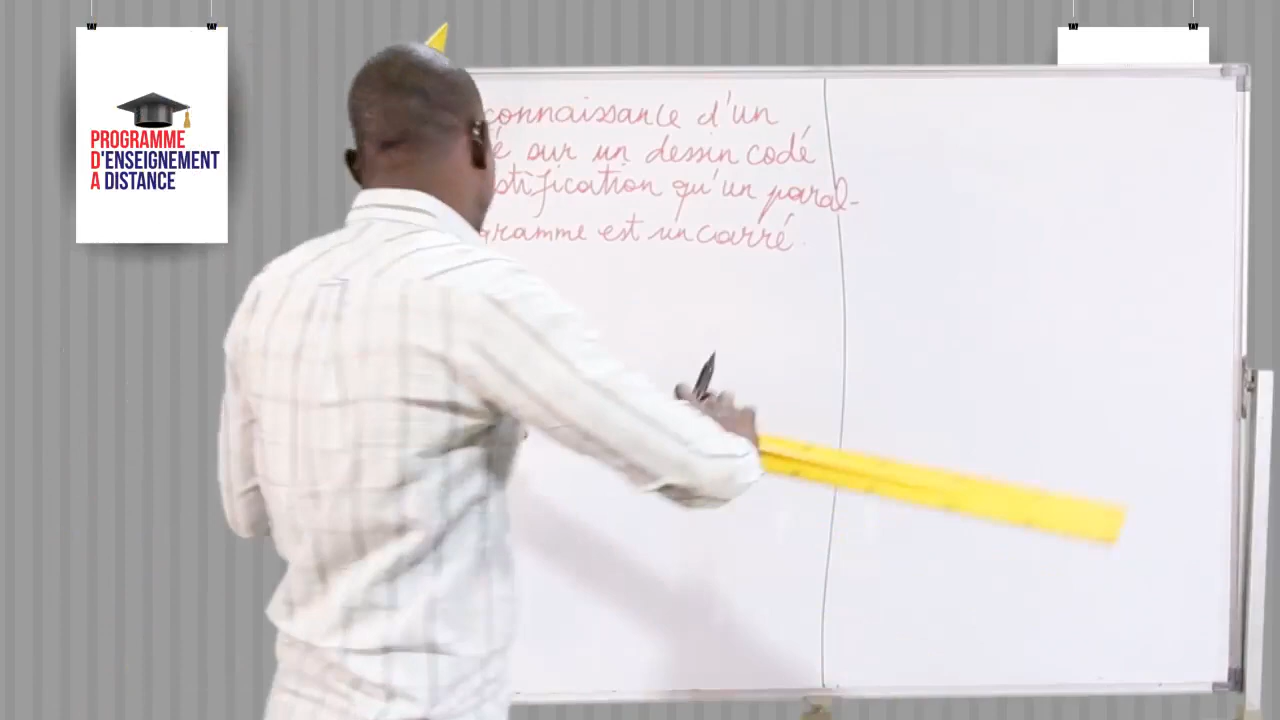 PROGRAMME
D'ENSEIGNEMENT
A DISTANCE
connaissance d'un
é sur un dessin codé
stification qu'un paral-
gramme est un carré.